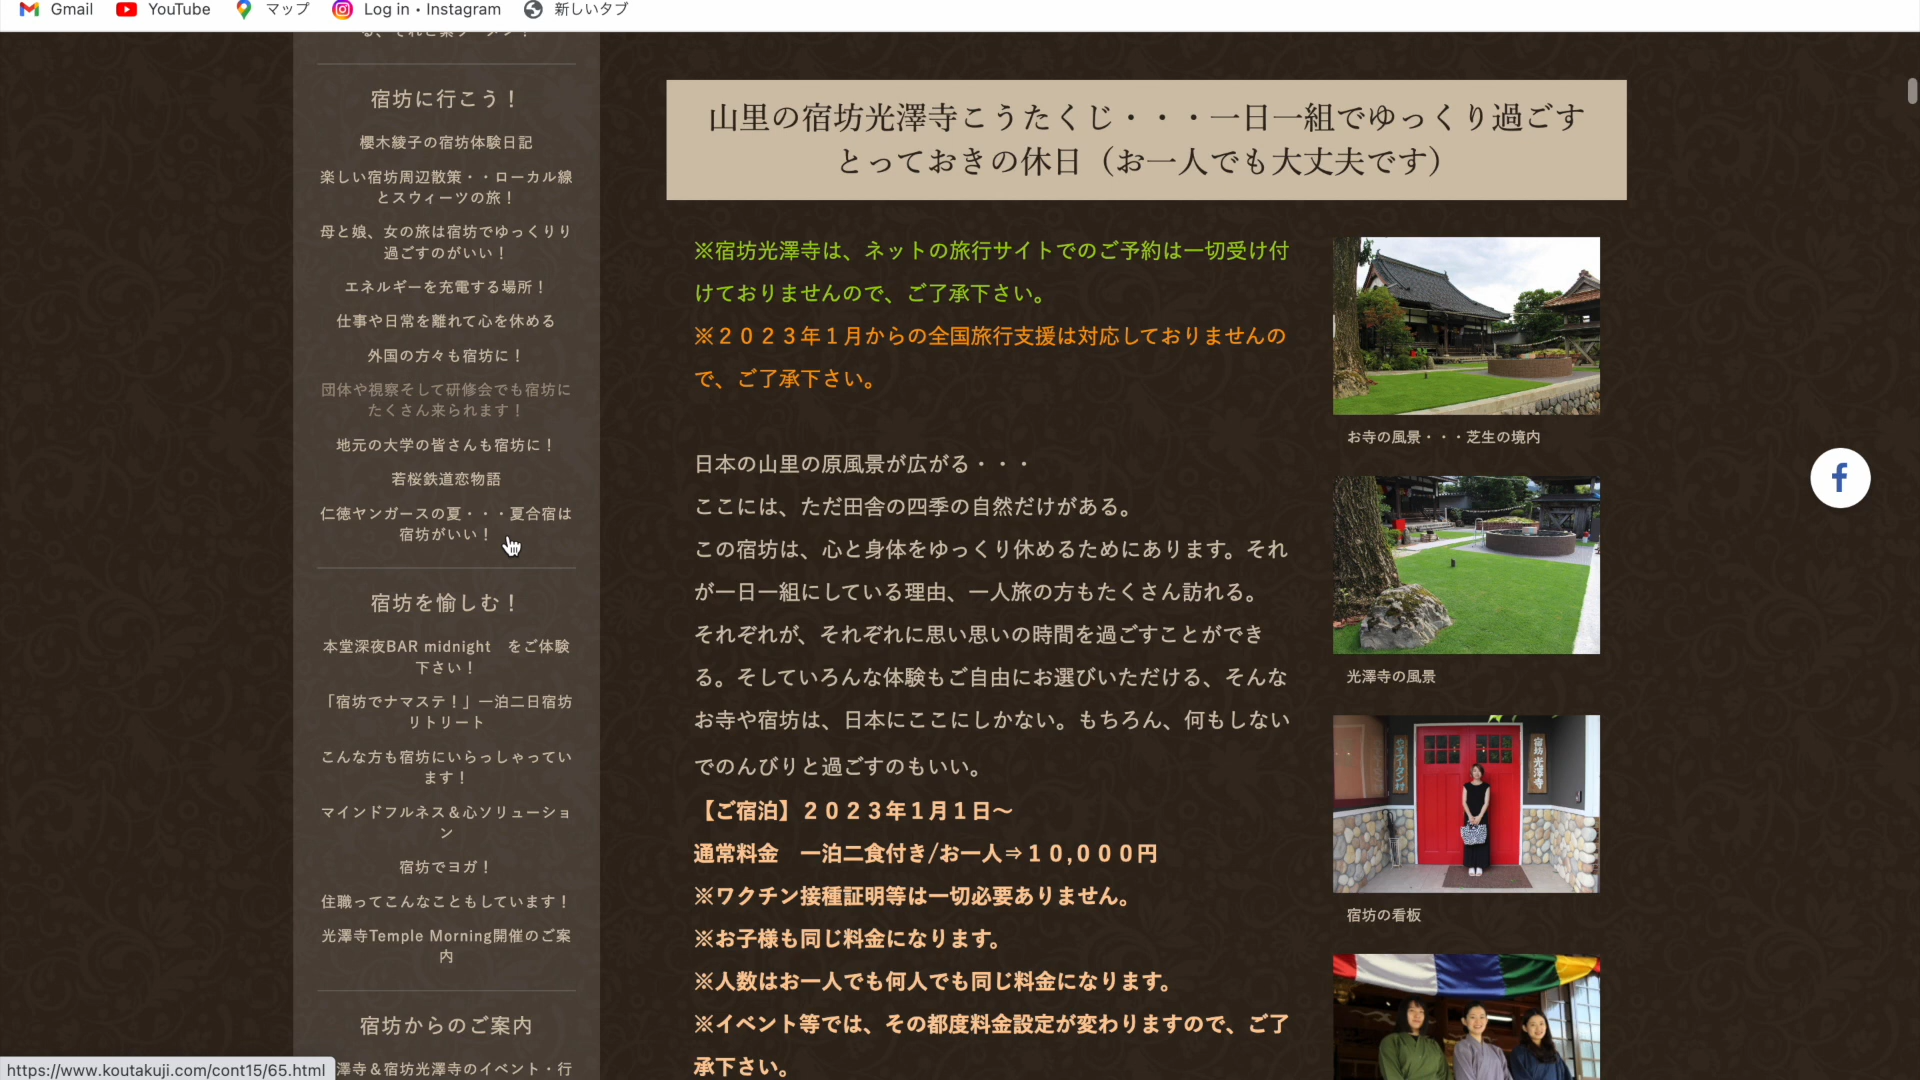 Gmail YouTube マップ Log in • Instagram 新しいタブ
宿坊に行こう！
櫻木綾子の宿坊体験日記
楽しい宿坊周辺散策・・ローカル線
とスウィーツの旅！
母と娘、女の旅は宿坊でゆっくりり
過ごすのがいい！
エネルギーを充電する場所！
仕事や日常を離れて心を休める
外国の方々も宿坊に！
団体や視察そして研修会でも宿坊に
たくさん来られます！
地元の大学の皆さんも宿坊に！
若桜鉄道恋物語
仁徳ヤンガースの夏・・・夏合宿は
宿坊がいい！
宿坊を愉しむ！
本堂深夜BAR midnight　をご体験
下さい！
「宿坊でナマステ！」一泊二日宿坊
リトリート
こんな方も宿坊にいらっしゃってい
ます！
マインドフルネス＆心ソリューショ
ン
宿坊でヨガ！
住職ってこんなこともしています！
光澤寺Temple Morning開催のご案
内
宿坊からのご案内
澤寺＆宿坊光澤寺のイベント・行
https://www.koutakuji.com/cont15/65.html
山里の宿坊光澤寺こうたくじ・・・一日一組でゆっくり過ごす
とっておきの休日（お一人でも大丈夫です）
※宿坊光澤寺は、ネットの旅行サイトでのご予約は一切受け付
けておりませんので、ご了承下さい。
※２０２３年１月からの全国旅行支援は対応しておりませんの
で、ご了承下さい。
日本の山里の原風景が広がる・・・
ここには、ただ田舎の四季の自然だけがある。
この宿坊は、心と身体をゆっくり休めるためにあります。それ
が一日一組にしている理由、一人旅の方もたくさん訪れる。
それぞれが、それぞれに思い思いの時間を過ごすことができ
る。そしていろんな体験もご自由にお選びいただける、そんな
お寺や宿坊は、日本にここにしかない。もちろん、何もしない
でのんびりと過ごすのもいい。
【ご宿泊】２０２３年１月１日～
通常料金　一泊二食付き/お一人⇒１０,０００円
※ワクチン接種証明等は一切必要ありません。
※お子様も同じ料金になります。
※人数はお一人でも何人でも同じ料金になります。
※イベント等では、その都度料金設定が変わりますので、ご了
承下さい。
お寺の風景・・・芝生の境内
光澤寺の風景
宿坊光澤寺
宿坊の看板